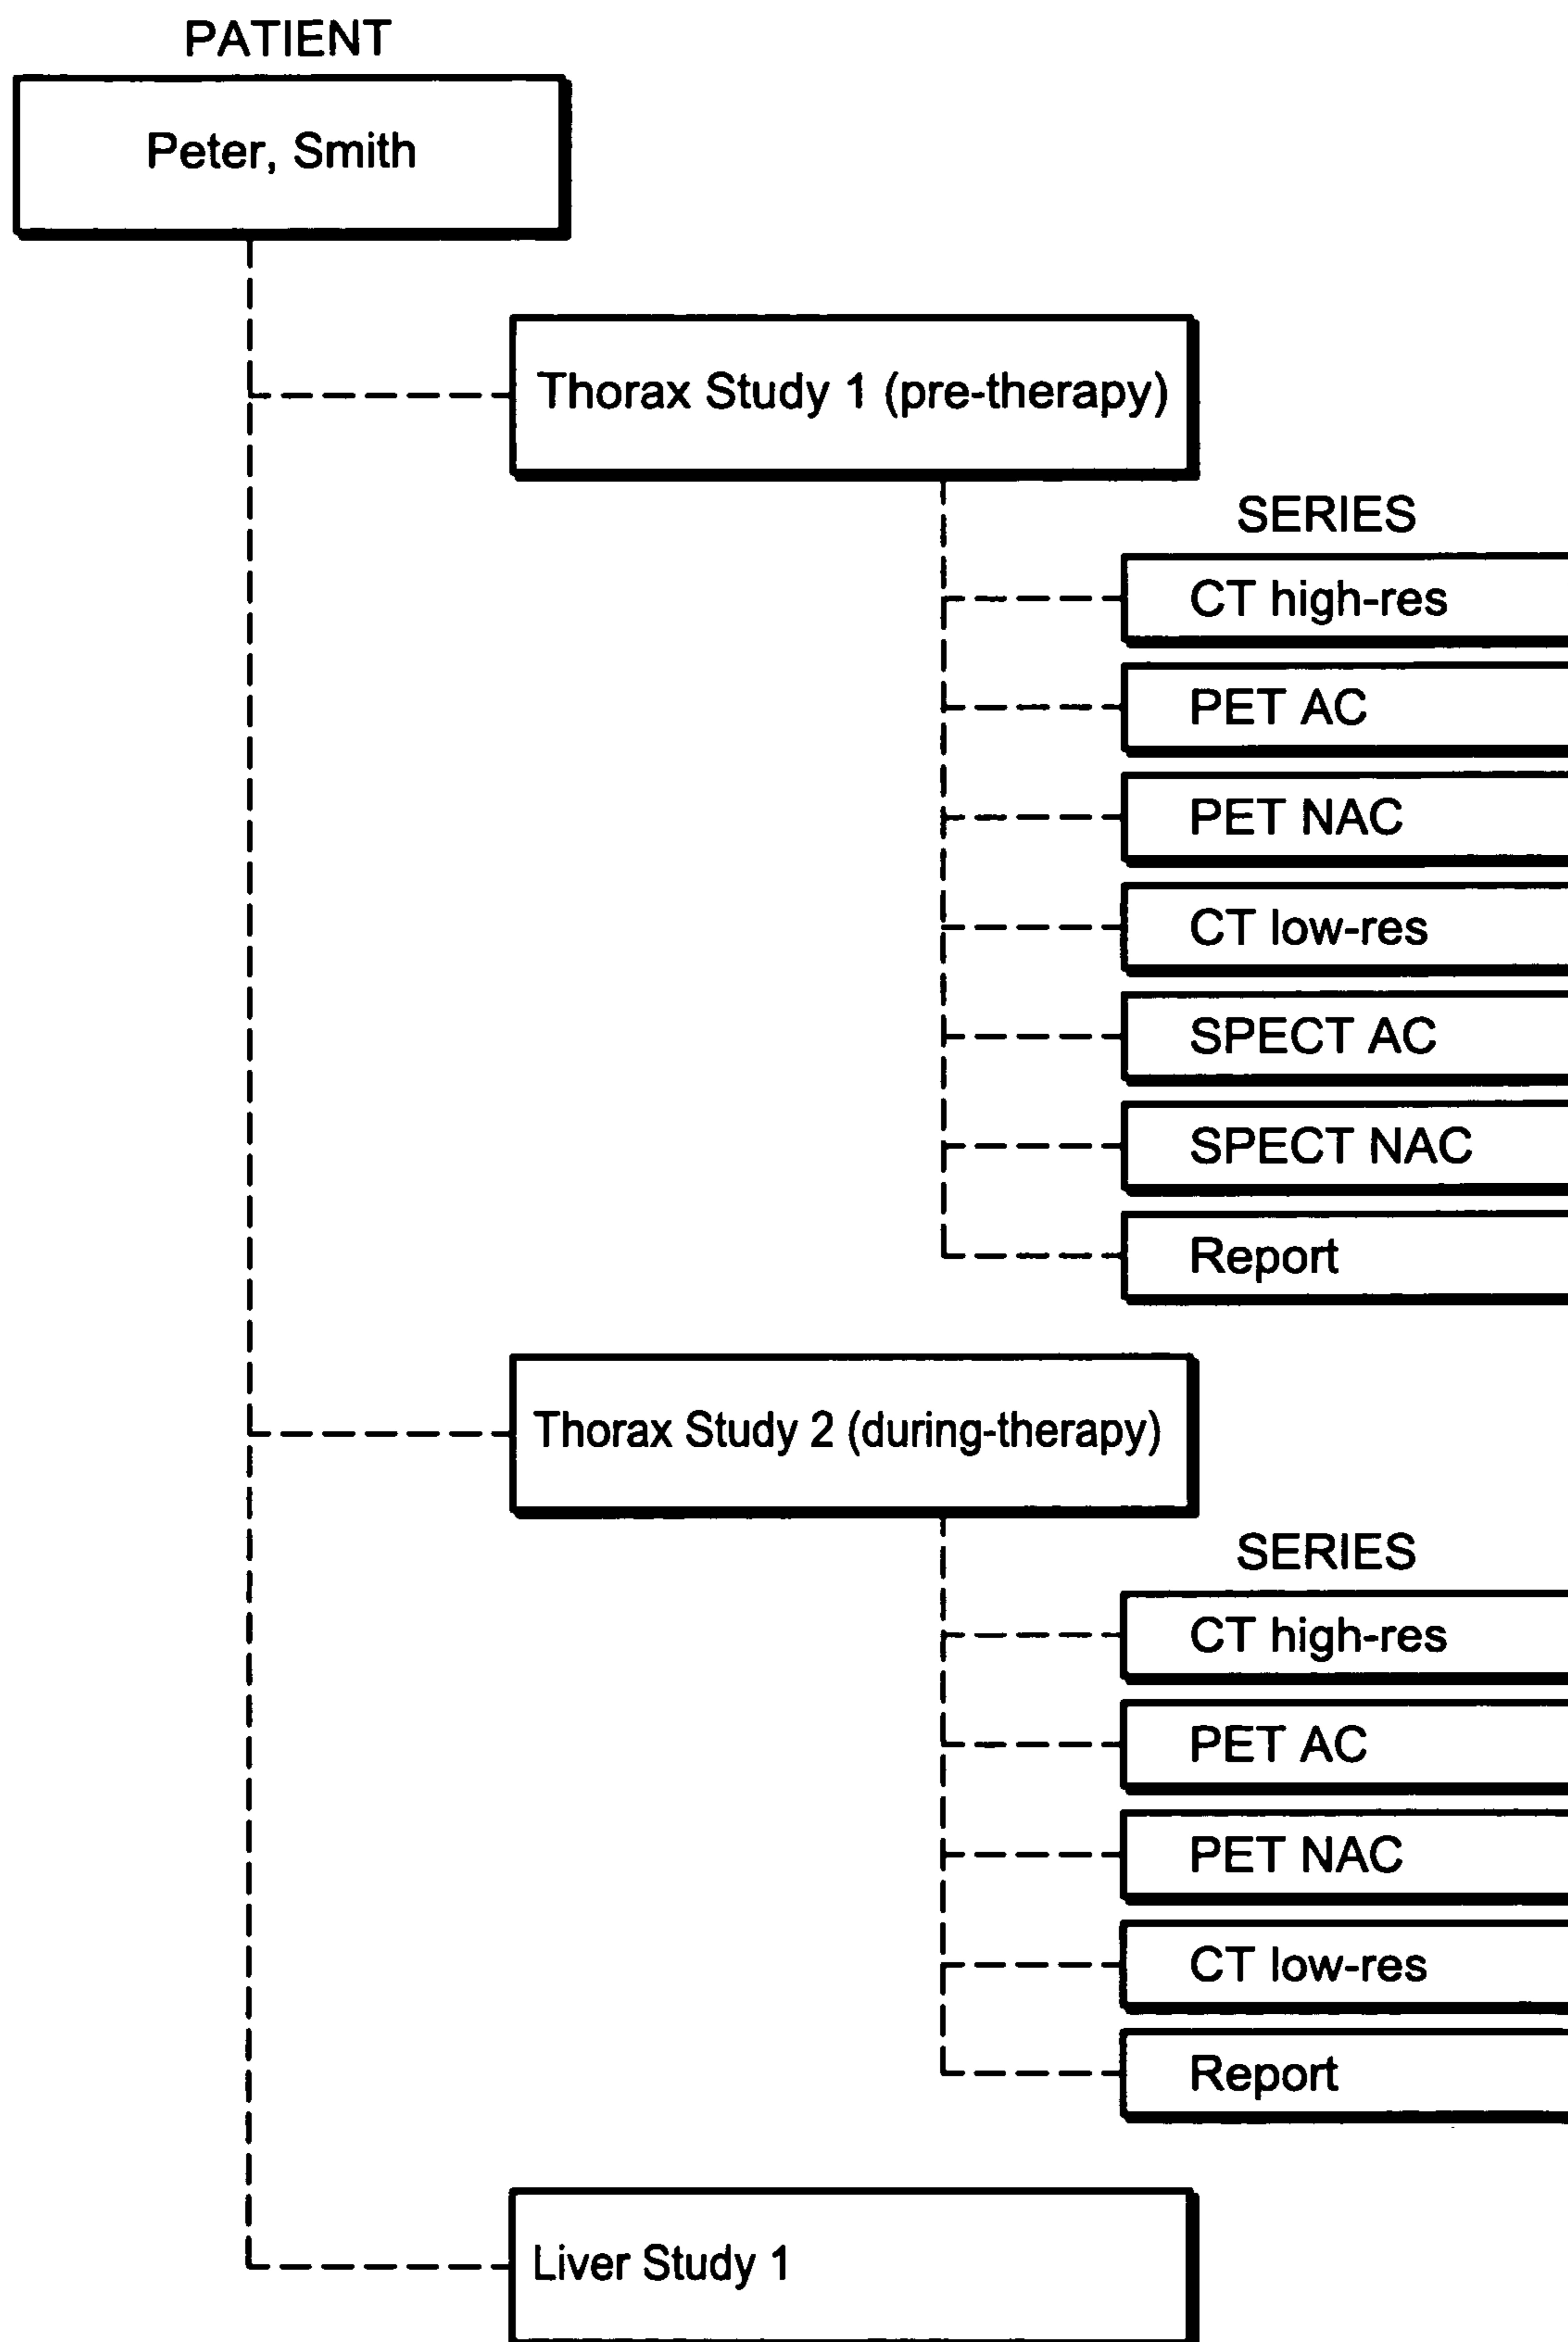 PATIENT
Peter, Smith
Thorax Study 1 (pre-therapy)
SERIES
CT high-res
PET AC
PET NAC
CT low-res
SPECT AC
SPECT NAC
Report
Thorax Study 2 (during-therapy)
SERIES
CT high-res
PET AC
PET NAC
CT low-res
Report
Liver Study 1